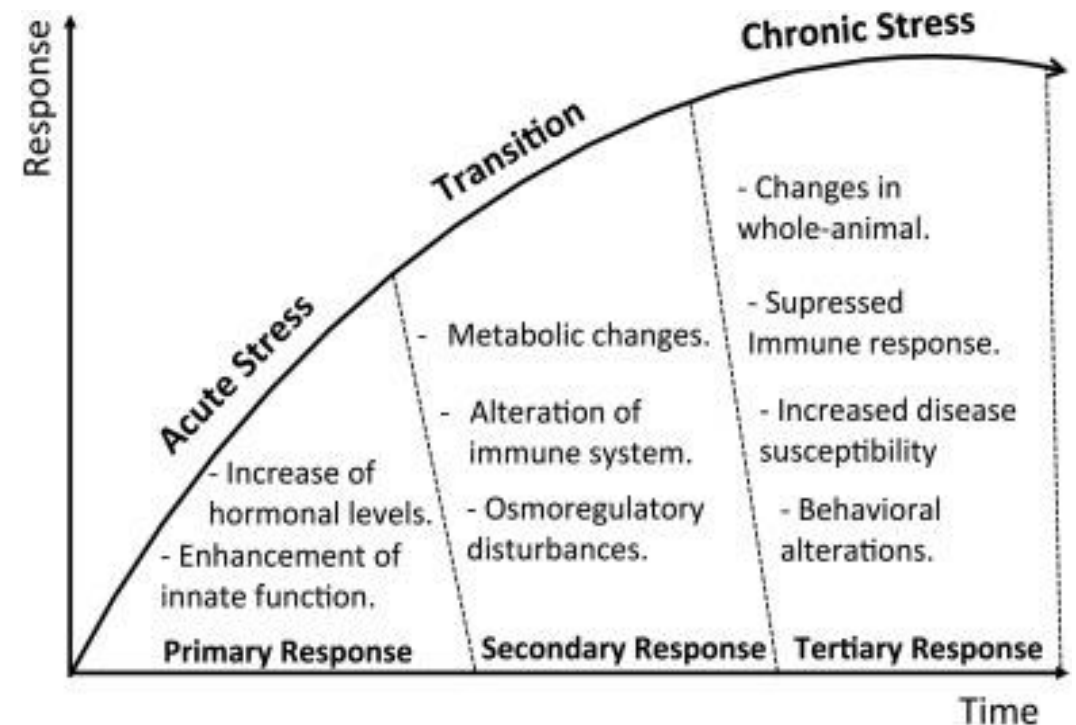 Response
Chronic Stress
Transition
Acute Stress
- Increase of
hormonal levels.
- Enhancement of
innate function.
Primary Response
- Metabolic changes.
- Alteration of
immune system.
- Osmoregulatory
disturbances.
Secondary Response
- Changes in
whole-animal.
- Supressed
Immune response.
- Increased disease
susceptibility
- Behavioral
alterations.
Tertiary Response
Time